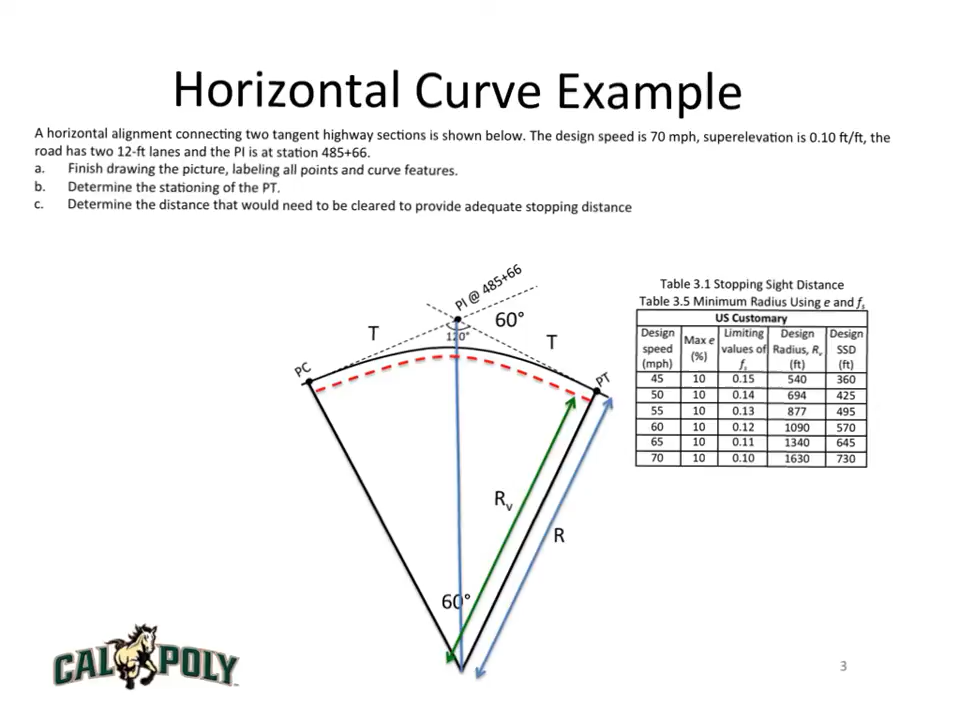 Horizontal Curve Example
A horizontal alignment connecting two tangent highway sections is shown below. The design speed is 70 mph, superelevation is 0.10 ft/ft, the
road has two 12-ft lanes and the PI is at station 485+66.
a. Finish drawing the picture, labeling all points and curve features.
b. Determine the stationing of the PT.
c. Determine the distance that would need to be cleared to provide adequate stopping distance
PI @ 485+66
60°
120°
T
T
PC
PT
Rv
R
60°
Table 3.1 Stopping Sight Distance
Table 3.5 Minimum Radius Using e and fs
US Customary
Design speed (mph) Max e (%) Limiting values of fs Design Radius, Rv (ft) Design SSD (ft)
45 10 0.15 540 360
50 10 0.14 694 425
55 10 0.13 877 495
60 10 0.12 1090 570
65 10 0.11 1340 645
70 10 0.10 1630 730
CAL POLY
3